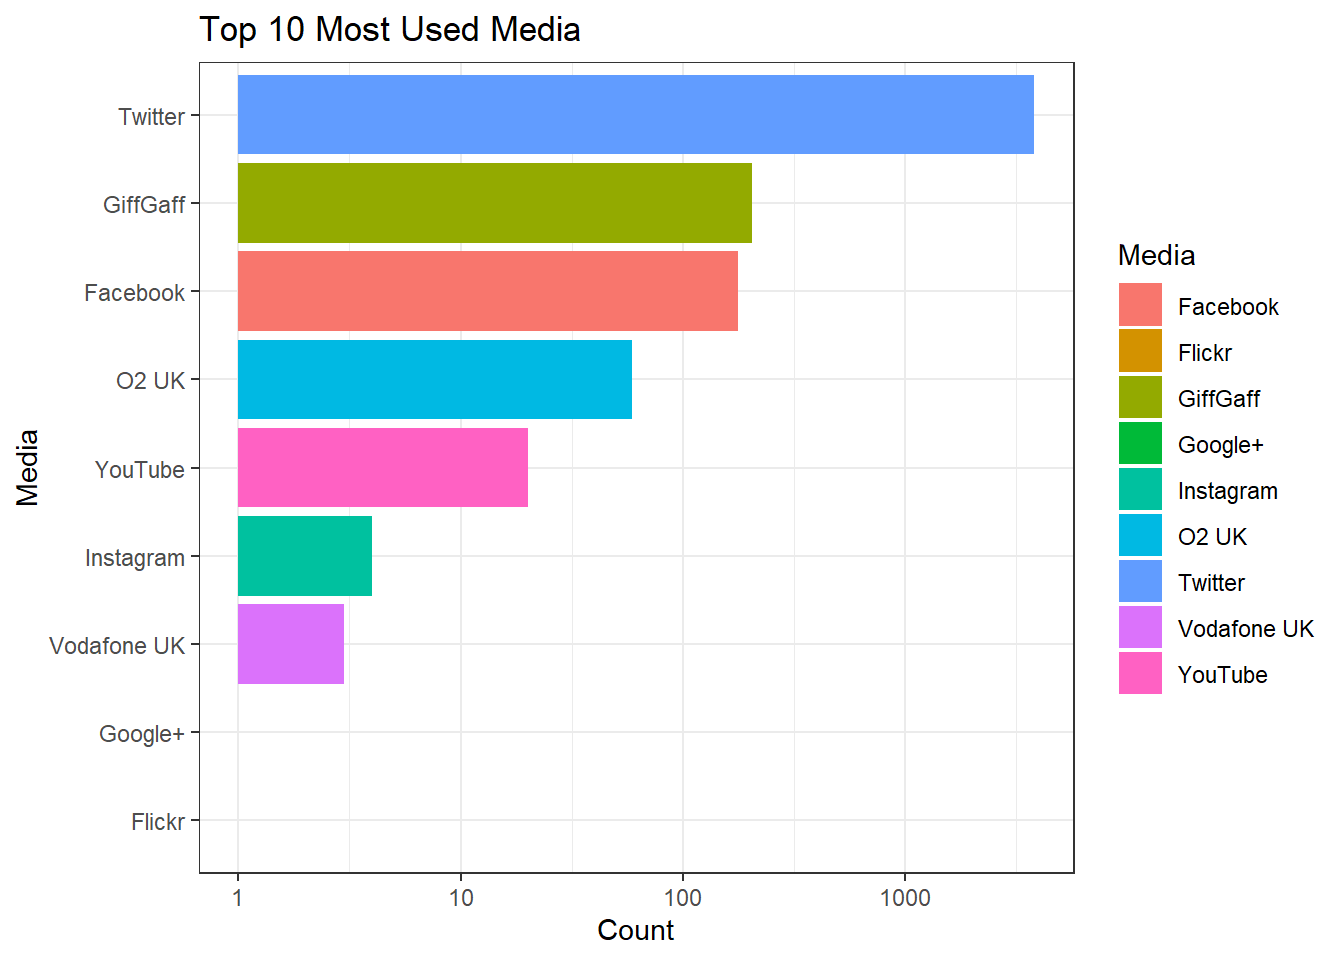 Top 10 Most Used Media
Twitter
GiffGaff
Facebook
O2 UK
YouTube
Instagram
Vodafone UK
Google+
Flickr
Media
1 10 100 1000
Count
Media
Facebook
Flickr
GiffGaff
Google+
Instagram
O2 UK
Twitter
Vodafone UK
YouTube